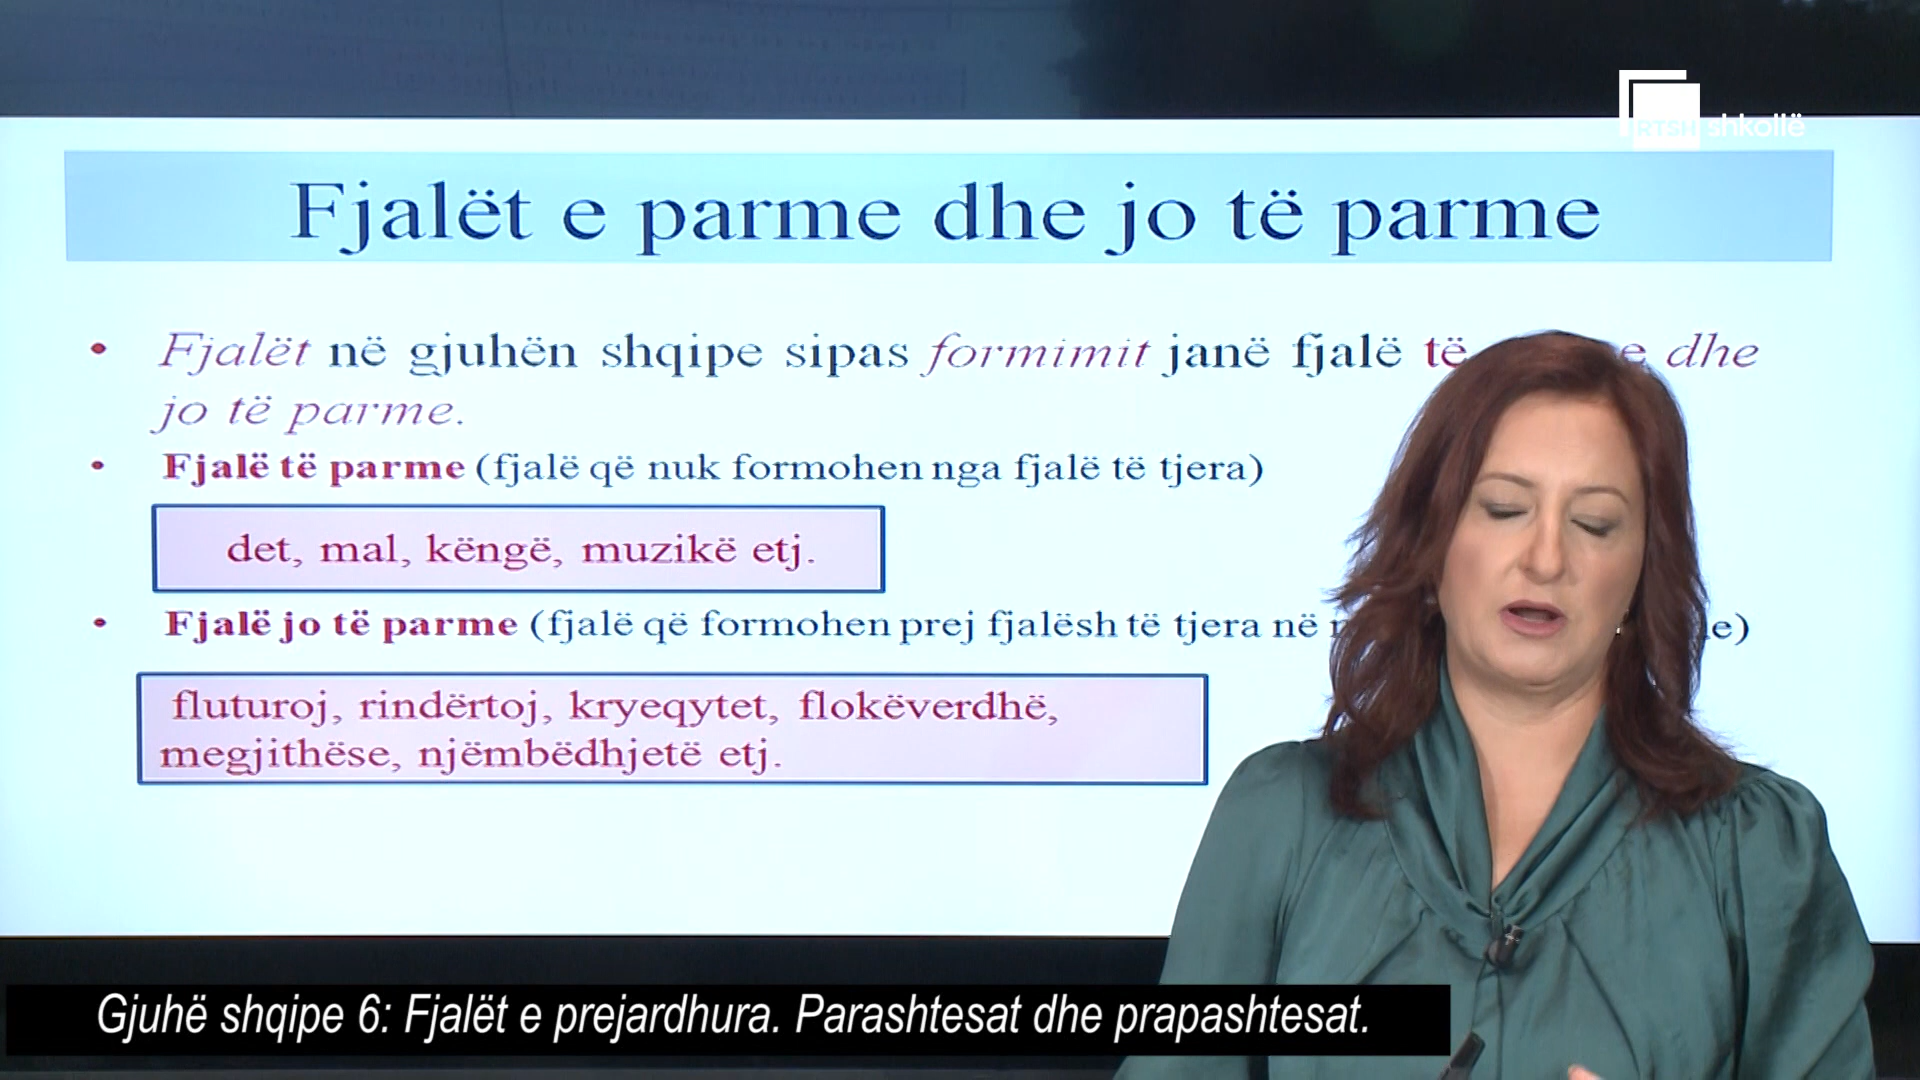 RTSH shkollë
Fjalët e parme dhe jo të parme
• Fjalët në gjuhën shqipe sipas formimit janë fjalë të e dhe
jo të parme.
• Fjalë të parme (fjalë që nuk formohen nga fjalë të tjera)
det, mal, këngë, muzikë etj.
• Fjalë jo të parme (fjalë që formohen prej fjalësh të tjera në
fluturoj, rindërtoj, kryeqytet, flokëverdhë,
megjithëse, njëmbëdhjetë etj.
Gjuhë shqipe 6: Fjalët e prejardhura. Parashtesat dhe prapashtesat.